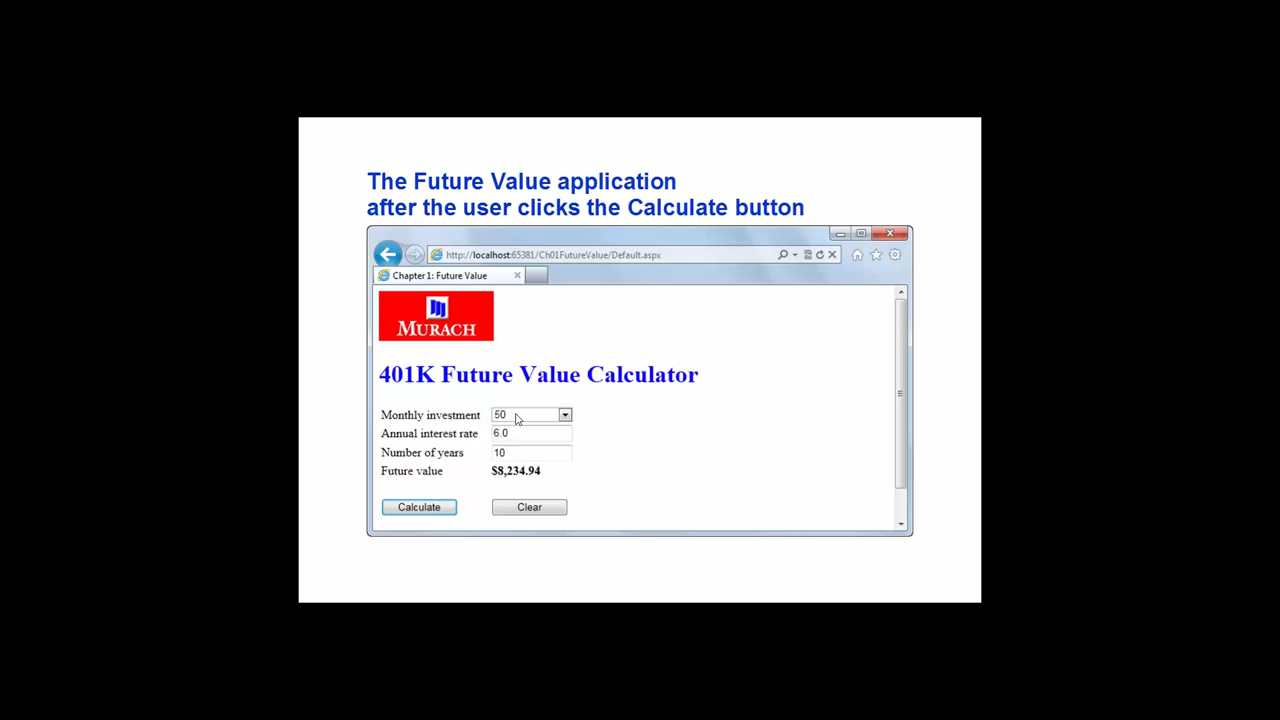 The Future Value application
after the user clicks the Calculate button
http://localhost:65381/Ch01FutureValue/Default.aspx
Chapter 1: Future Value
MURACH
401K Future Value Calculator
Monthly investment 50
Annual interest rate 6.0
Number of years 10
Future value $8,234.94
Calculate Clear